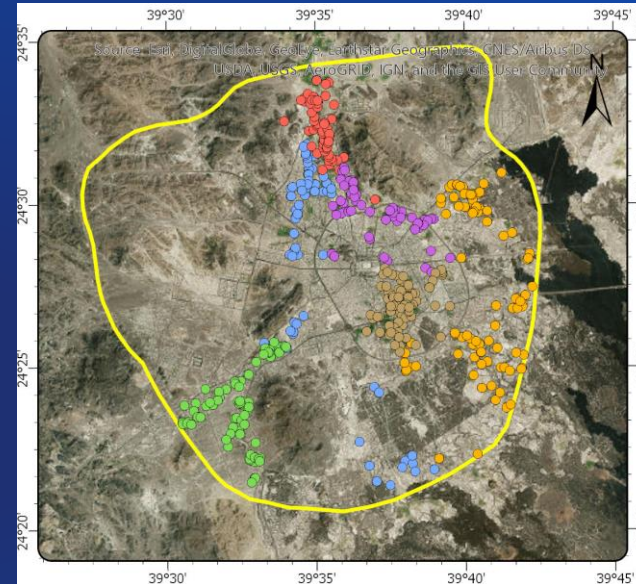 39°30' 39°35' 39°40' 39°45'
Source: Esri, DigitalGlobe, GeoEye, Earthstar Geographics, CNES/Airbus DS,
USDA, USGS, AeroGRID, IGN, and the GIS User Community
N
24°35'
24°30'
24°25'
24°20'
39°30' 39°35' 39°40' 39°45'